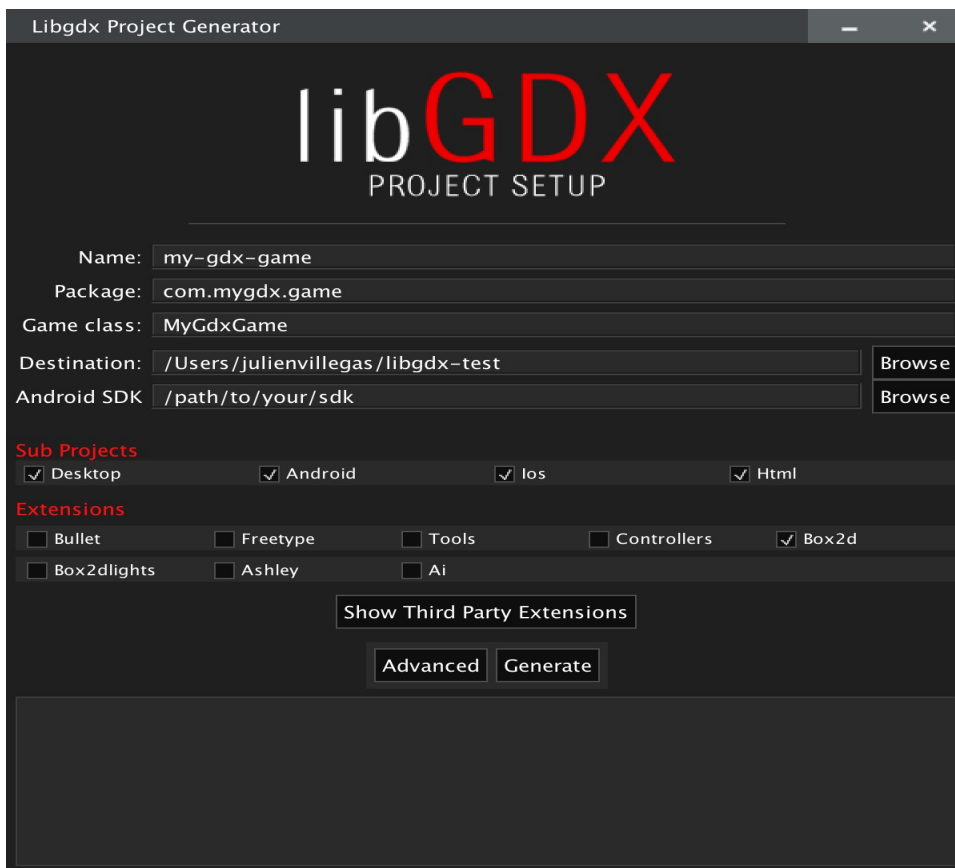 Libgdx Project Generator
libGDX
PROJECT SETUP
Name: my-gdx-game
Package: com.mygdx.game
Game class: MyGdxGame
Destination: /Users/julienvillegas/libgdx-test Browse
Android SDK /path/to/your/sdk Browse
Sub Projects
Desktop Android Ios Html
Extensions
Bullet Freetype Tools Controllers Box2d
Box2dlights Ashley Ai
Show Third Party Extensions
Advanced Generate